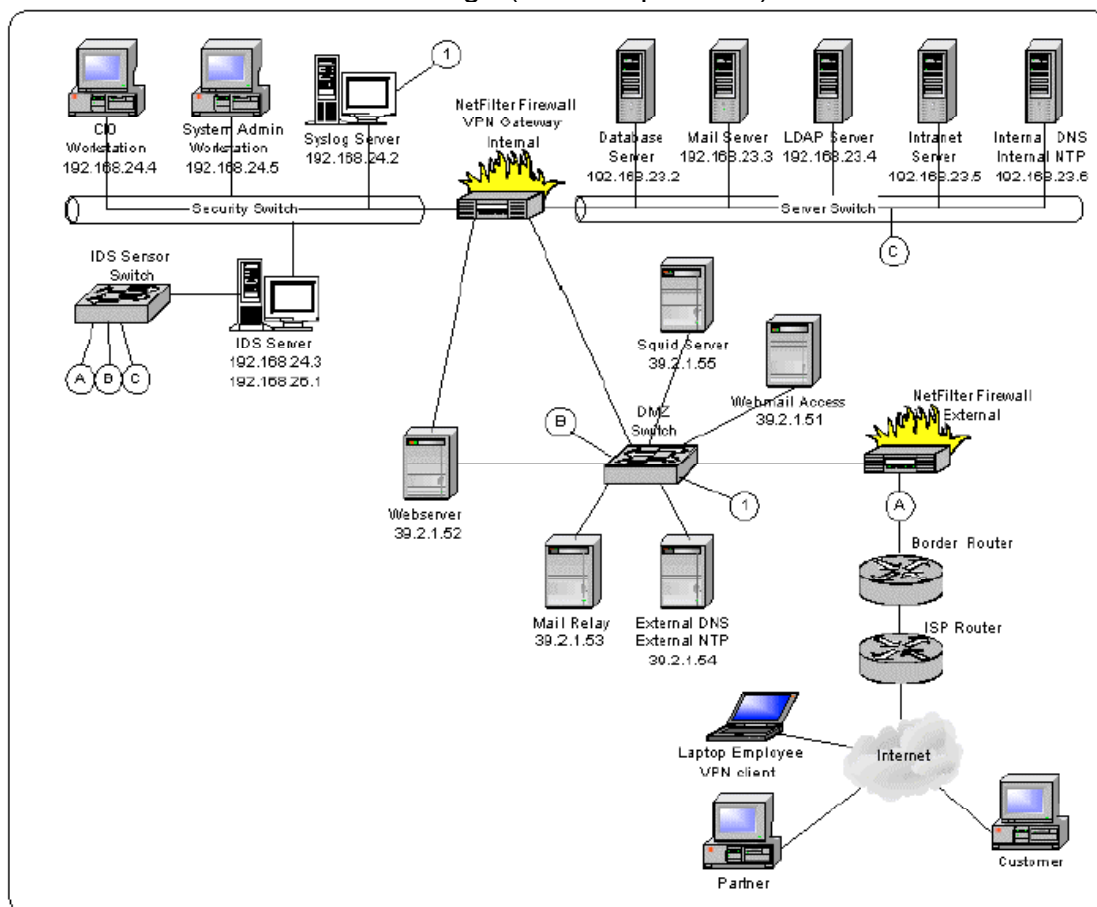 1
CIO
Workstation
192.168.24.4
System Admin
Workstation
192.168.24.5
Syslog Server
192.168.24.2
NetFilter Firewall
VPN Gateway
Internal
Database
Server
192.168.23.2
Mail Server
192.168.23.3
LDAP Server
192.168.23.4
Intranet
Server
192.168.23.5
Internal DNS
Internal NTP
192.168.23.6
Security Switch
Server Switch
C
IDS Sensor
Switch
A
B
C
IDS Server
192.168.24.3
192.168.26.1
Squid Server
39.2.1.55
Webmail Access
39.2.1.51
NetFilter Firewall
External
B
DMZ
Switch
1
A
Webserver
39.2.1.52
Mail Relay
39.2.1.53
External DNS
External NTP
39.2.1.54
Border Router
ISP Router
Internet
Laptop Employee
VPN client
Partner
Customer